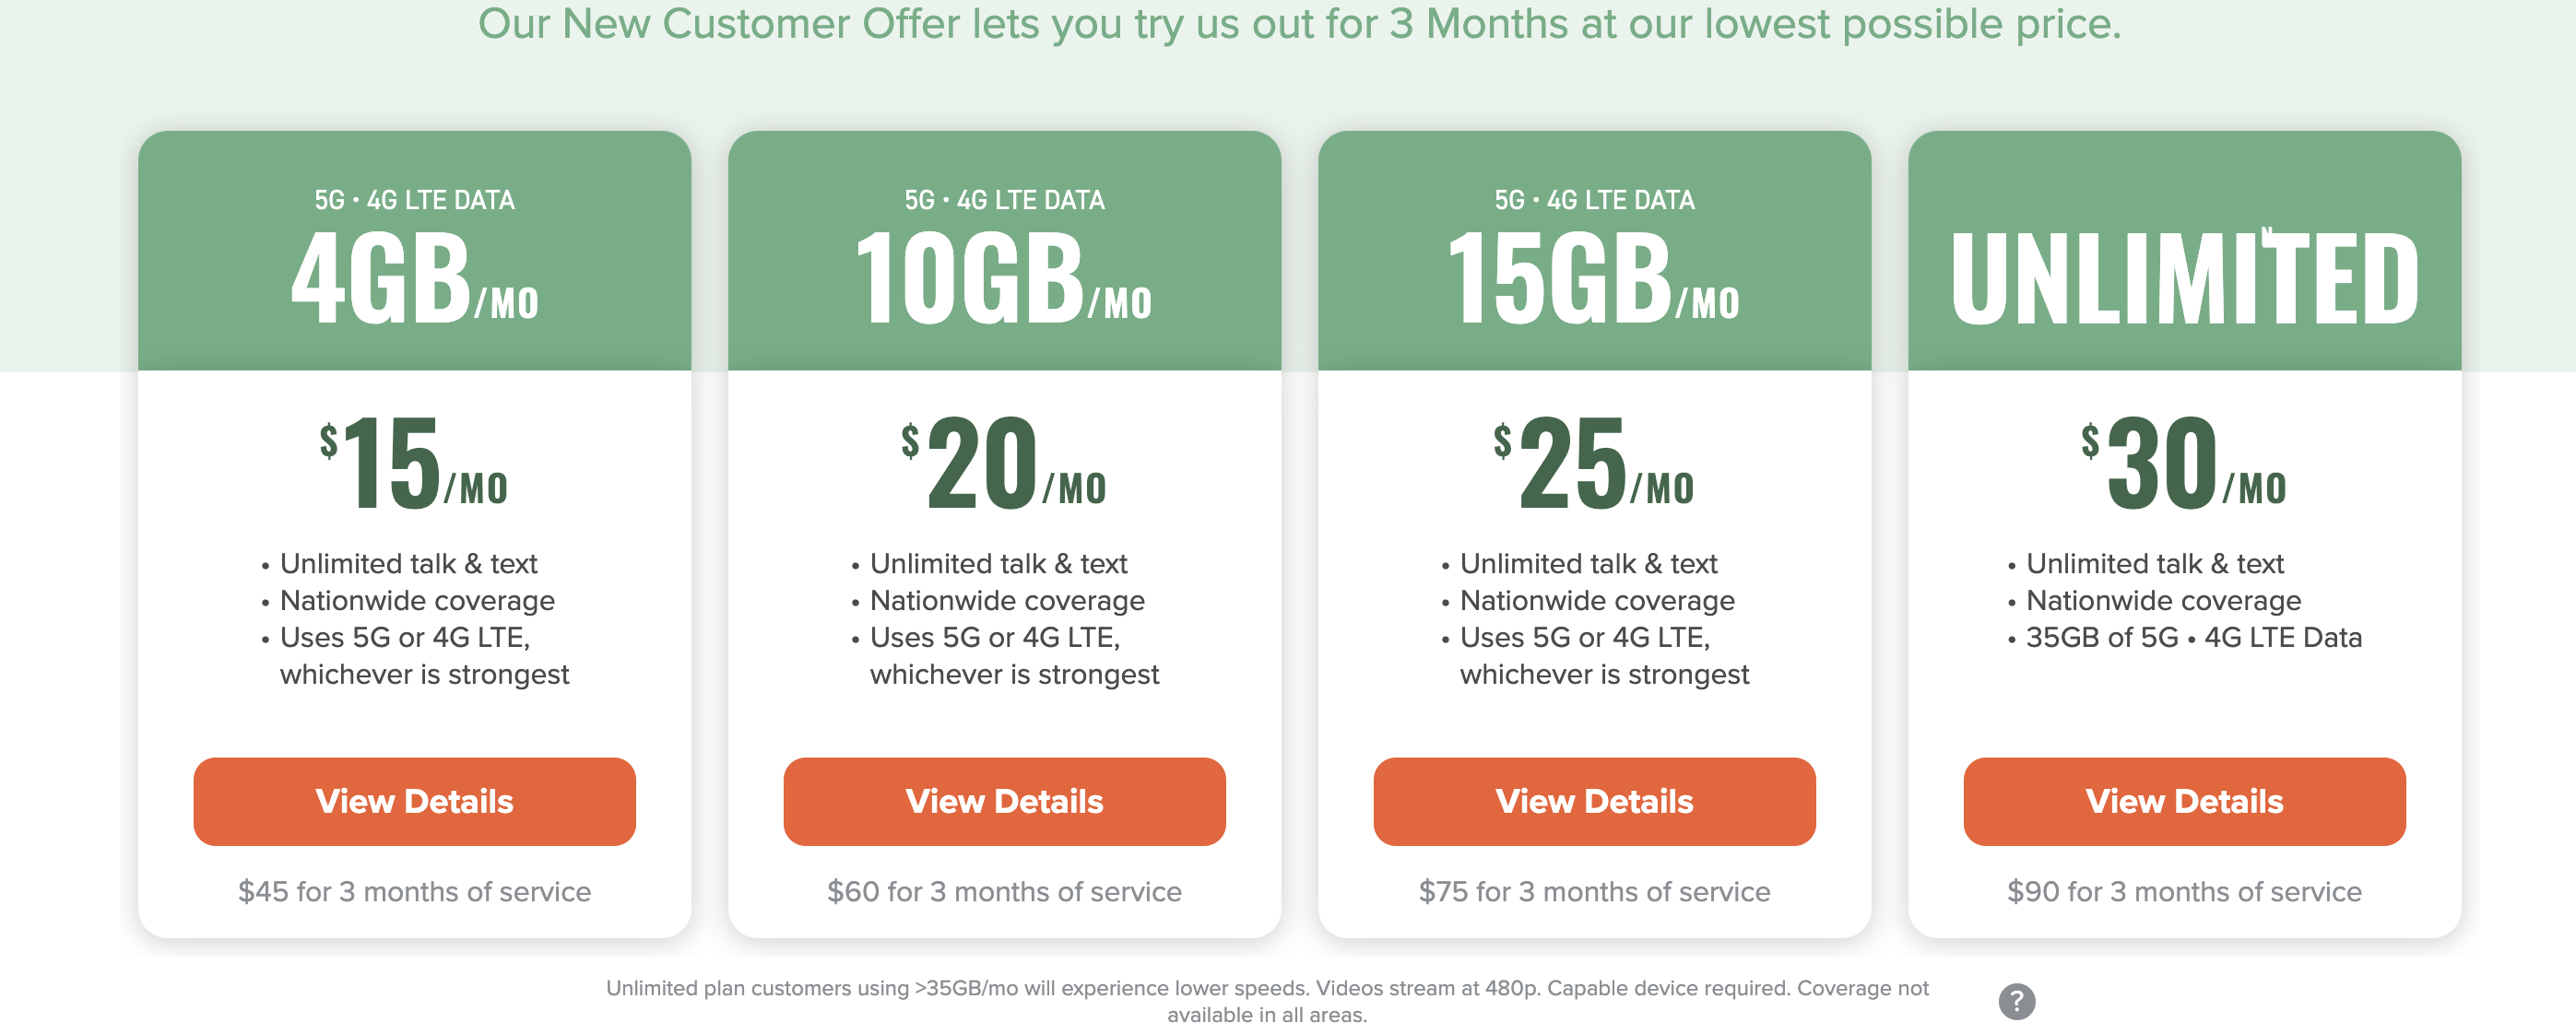 Our New Customer Offer lets you try us out for 3 Months at our lowest possible price.
5G • 4G LTE DATA
4GB/MO
$15/MO
• Unlimited talk & text
• Nationwide coverage
• Uses 5G or 4G LTE,
whichever is strongest
View Details
$45 for 3 months of service
5G • 4G LTE DATA
10GB/MO
$20/MO
• Unlimited talk & text
• Nationwide coverage
• Uses 5G or 4G LTE,
whichever is strongest
View Details
$60 for 3 months of service
5G • 4G LTE DATA
15GB/MO
$25/MO
• Unlimited talk & text
• Nationwide coverage
• Uses 5G or 4G LTE,
whichever is strongest
View Details
$75 for 3 months of service
UNLIMITED
$30/MO
• Unlimited talk & text
• Nationwide coverage
• 35GB of 5G • 4G LTE Data
View Details
$90 for 3 months of service
Unlimited plan customers using >35GB/mo will experience lower speeds. Videos stream at 480p. Capable device required. Coverage not
available in all areas.
?